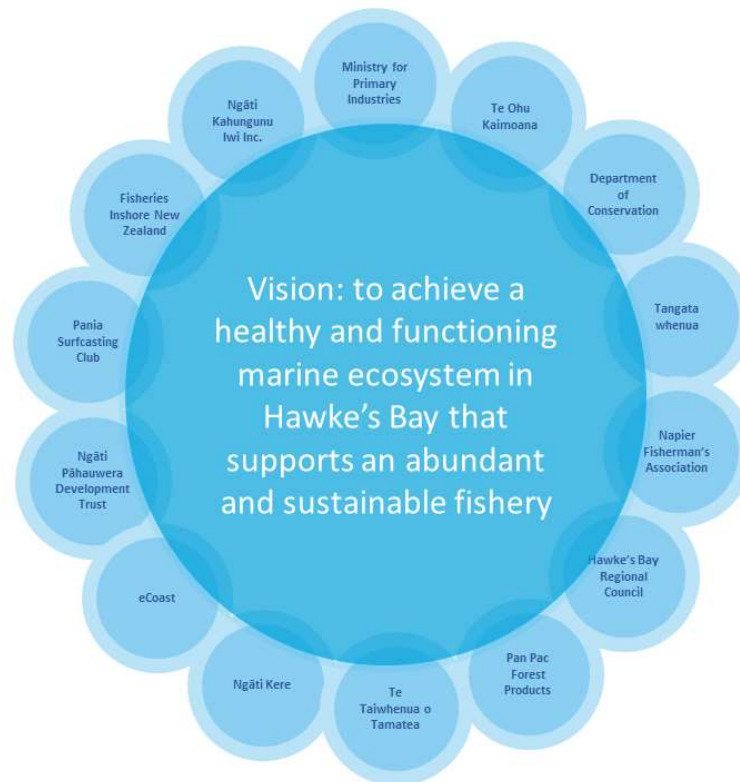 Ministry for
Primary
Industries
Te Ohu
Kaimoana
Department
of
Conservation
Tangata
whenua
Napier
Fisherman's
Association
Hawke's Bay
Regional
Council
Pan Pac
Forest
Products
Te
Taiwhenua o
Tamatea
Ngāti Kere
eCoast
Ngāti
Pāhauwera
Development
Trust
Pania
Surfcasting
Club
Fisheries
Inshore New
Zealand
Ngāti
Kahungunu
Iwi Inc.
Vision: to achieve a
healthy and functioning
marine ecosystem in
Hawke's Bay that
supports an abundant
and sustainable fishery